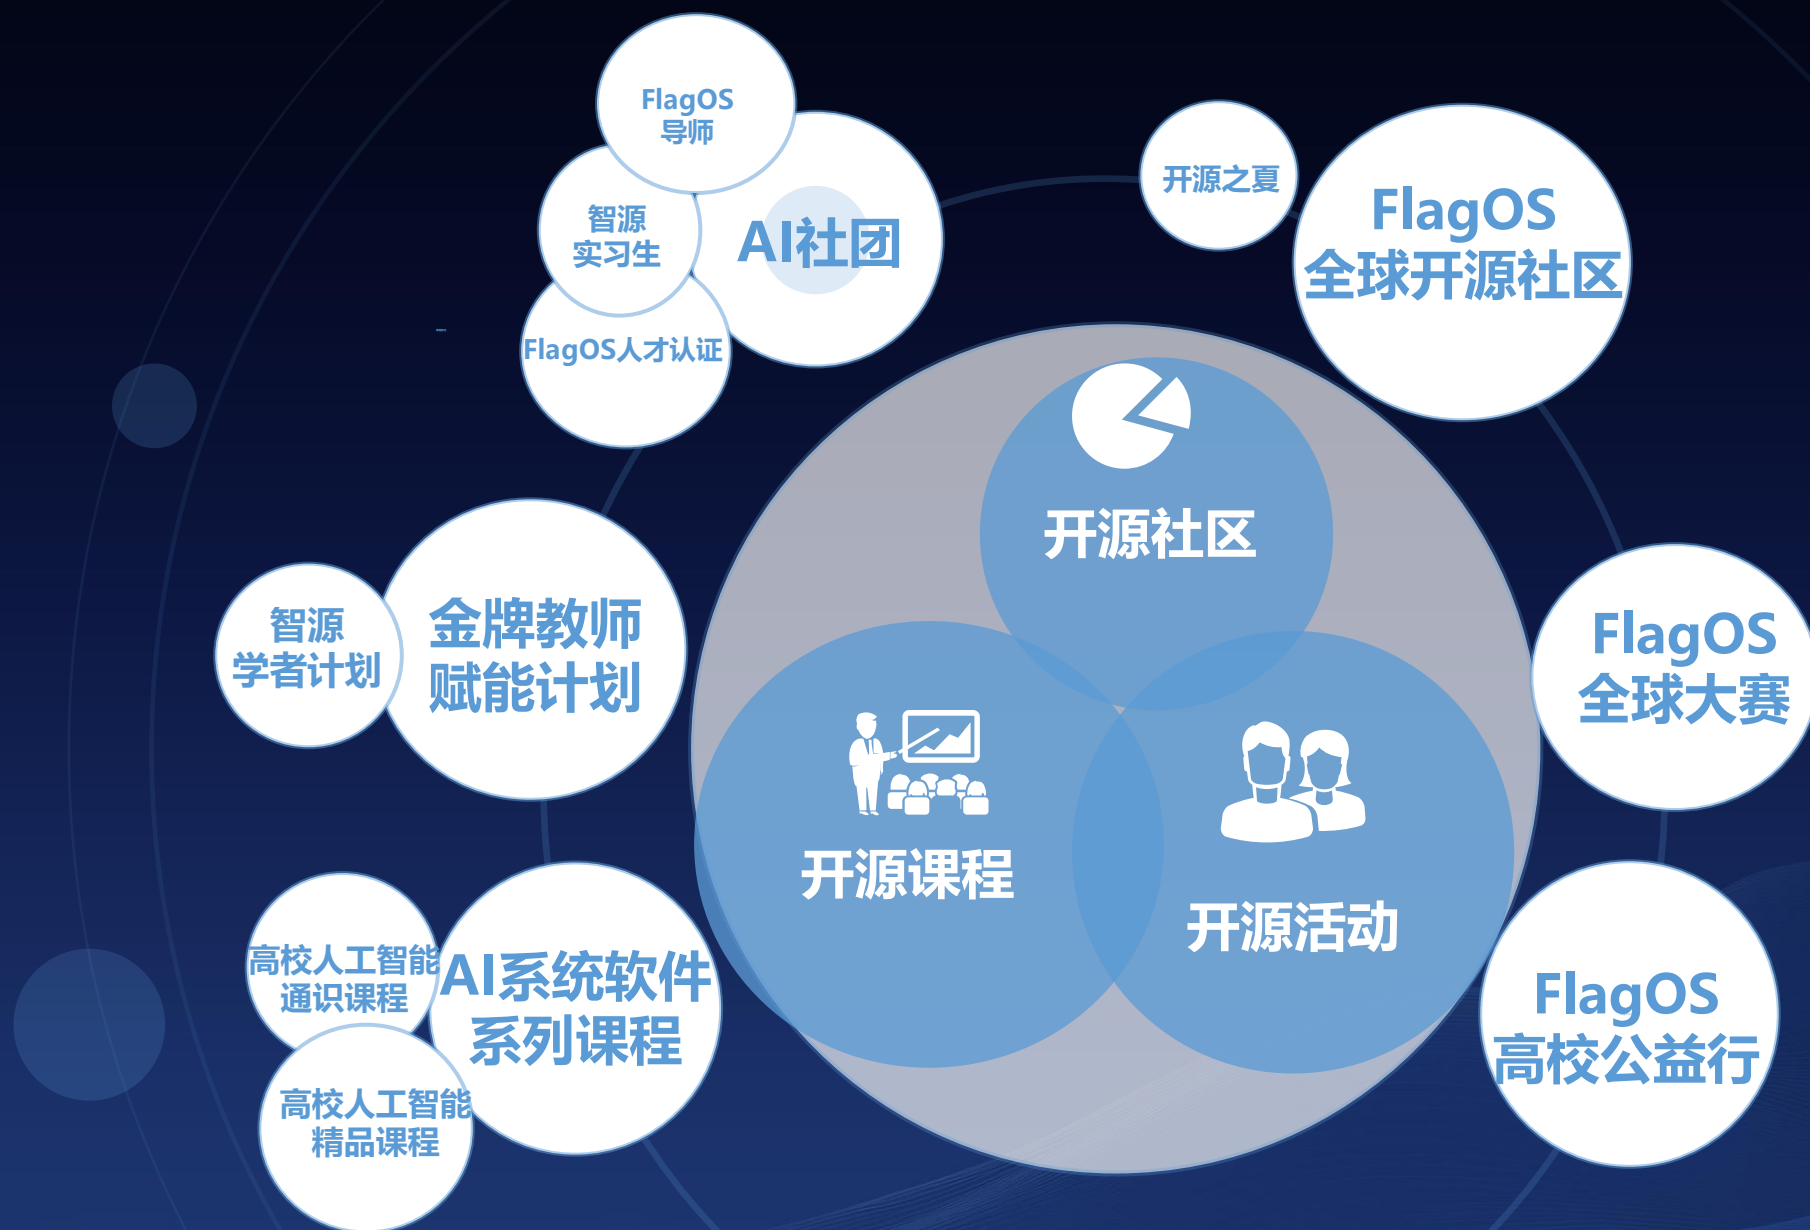 FlagOS
导师
智源
实习生
AI社团
FlagOS人才认证
开源之夏
FlagOS
全球开源社区
开源社区
智源
学者计划
金牌教师
赋能计划
FlagOS
全球大赛
开源课程
开源活动
高校人工智能
通识课程
AI系统软件
系列课程
高校人工智能
精品课程
FlagOS
高校公益行